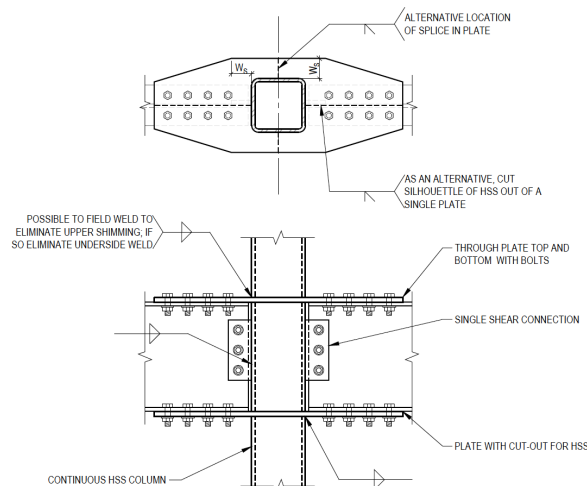 ALTERNATIVE LOCATION
OF SPLICE IN PLATE
Ws
Ws
AS AN ALTERNATIVE, CUT
SILHOUETTLE OF HSS OUT OF A
SINGLE PLATE
POSSIBLE TO FIELD WELD TO
ELIMINATE UPPER SHIMMING; IF
SO ELIMINATE UNDERSIDE WELD
THROUGH PLATE TOP AND
BOTTOM WITH BOLTS
SINGLE SHEAR CONNECTION
PLATE WITH CUT-OUT FOR HSS
CONTINUOUS HSS COLUMN